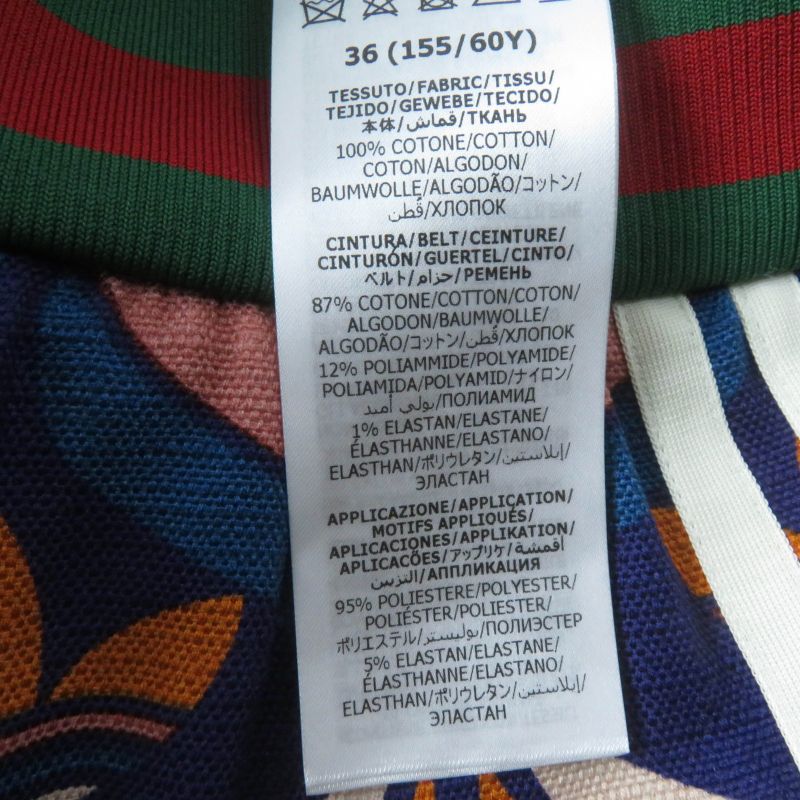 36 (155/60Y)
TESSUTO/FABRIC/TISSU/
TEJIDO/GEWEBE/TECIDO/
本体/قماش/ТКАНЬ
100% COTONE/COTTON/
COTON/ALGODON/
BAUMWOLLE/ALGODÃO/コットン/
قُطن/ХЛОПОК
CINTURA/BELT/CEINTURE/
CINTURÓN/GUERTEL/CINTO/
ベルト/حزام/РЕМЕНЬ
87% COTONE/COTTON/COTON/
ALGODON/BAUMWOLLE/
ALGODÃO/コットン/قُطن/ХЛОПОК
12% POLIAMMIDE/POLYAMIDE/
POLIAMIDA/POLYAMID/ナイロン/
بولي أميد/ПОЛИАМИД
1% ELASTAN/ELASTANE/
ÉLASTHANNE/ELASTANO/
ELASTHAN/ポリウレタン/إيلاستين/
ЭЛАСТАН
APPLICAZIONE/APPLICATION/
MOTIFS APPLIQUÉS/
APLICACIONES/APPLIKATION/
APLICACÕES/アップリケ/أقمشة
التزيين/АППЛИКАЦИЯ
95% POLIESTERE/POLYESTER/
POLIÉSTER/POLIESTER/
ポリエステル/بوليستر/ПОЛИЭСТЕР
5% ELASTAN/ELASTANE/
ÉLASTHANNE/ELASTANO/
ELASTHAN/ポリウレタン/إيلاستين/
ЭЛАСТАН